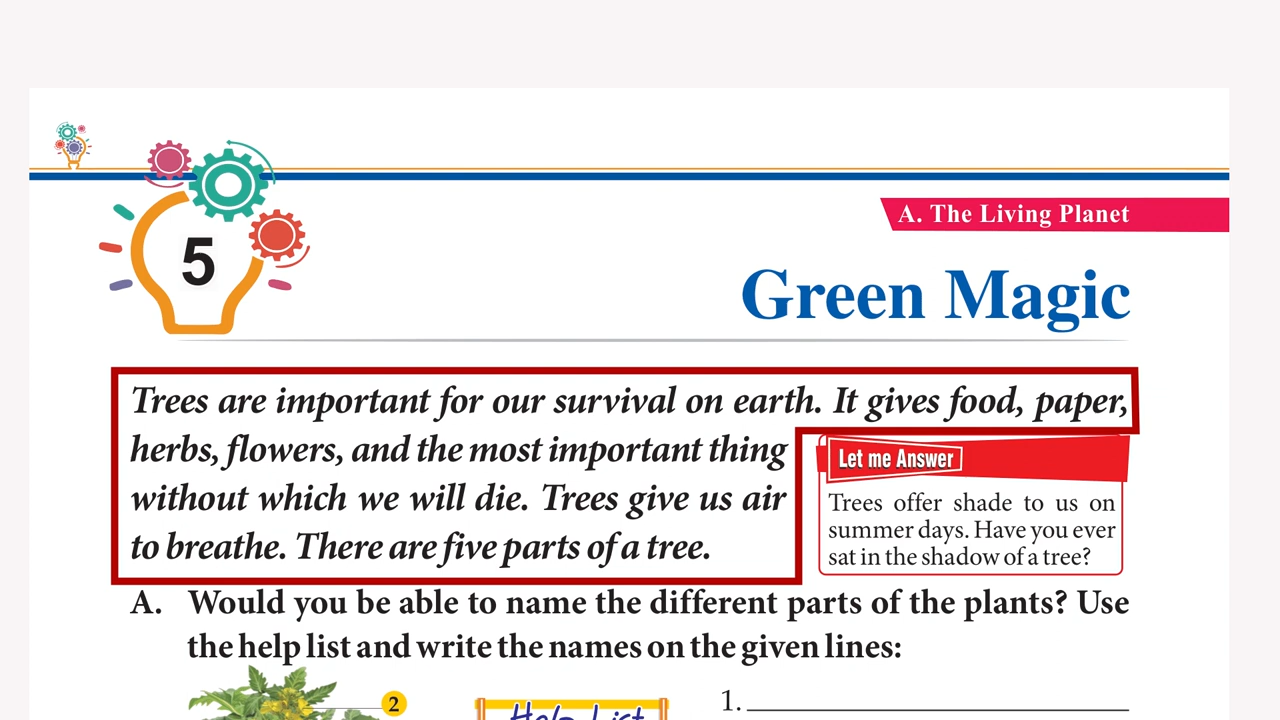 5
A. The Living Planet
Green Magic
Trees are important for our survival on earth. It gives food, paper,
herbs, flowers, and the most important thing
without which we will die. Trees give us air
to breathe. There are five parts of a tree.
Let me Answer
Trees offer shade to us on
summer days. Have you ever
sat in the shadow of a tree?
A. Would you be able to name the different parts of the plants? Use
the help list and write the names on the given lines:
2
Help List
1.